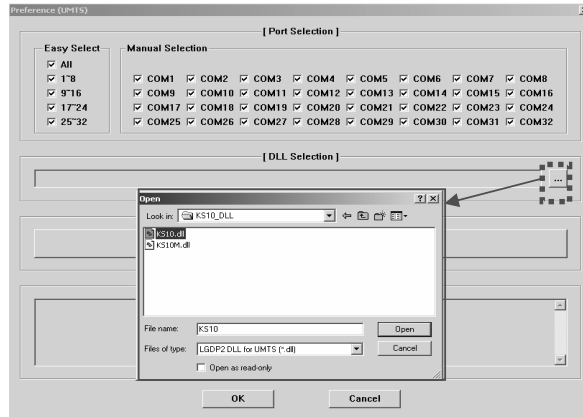 Preference (UMTS)
[ Port Selection ]
Easy Select
Manual Selection
All
1~8
9~16
17~24
25~32
COM1 COM2 COM3 COM4 COM5 COM6 COM7 COM8
COM9 COM10 COM11 COM12 COM13 COM14 COM15 COM16
COM17 COM18 COM19 COM20 COM21 COM22 COM23 COM24
COM25 COM26 COM27 COM28 COM29 COM30 COM31 COM32
[ DLL Selection ]
...
Open
Look in: KS10_DLL
KS10.dll
KS10M.dll
File name: KS10
Open
Files of type: LGDP2 DLL for UMTS (*.dll)
Cancel
Open as read-only
OK
Cancel